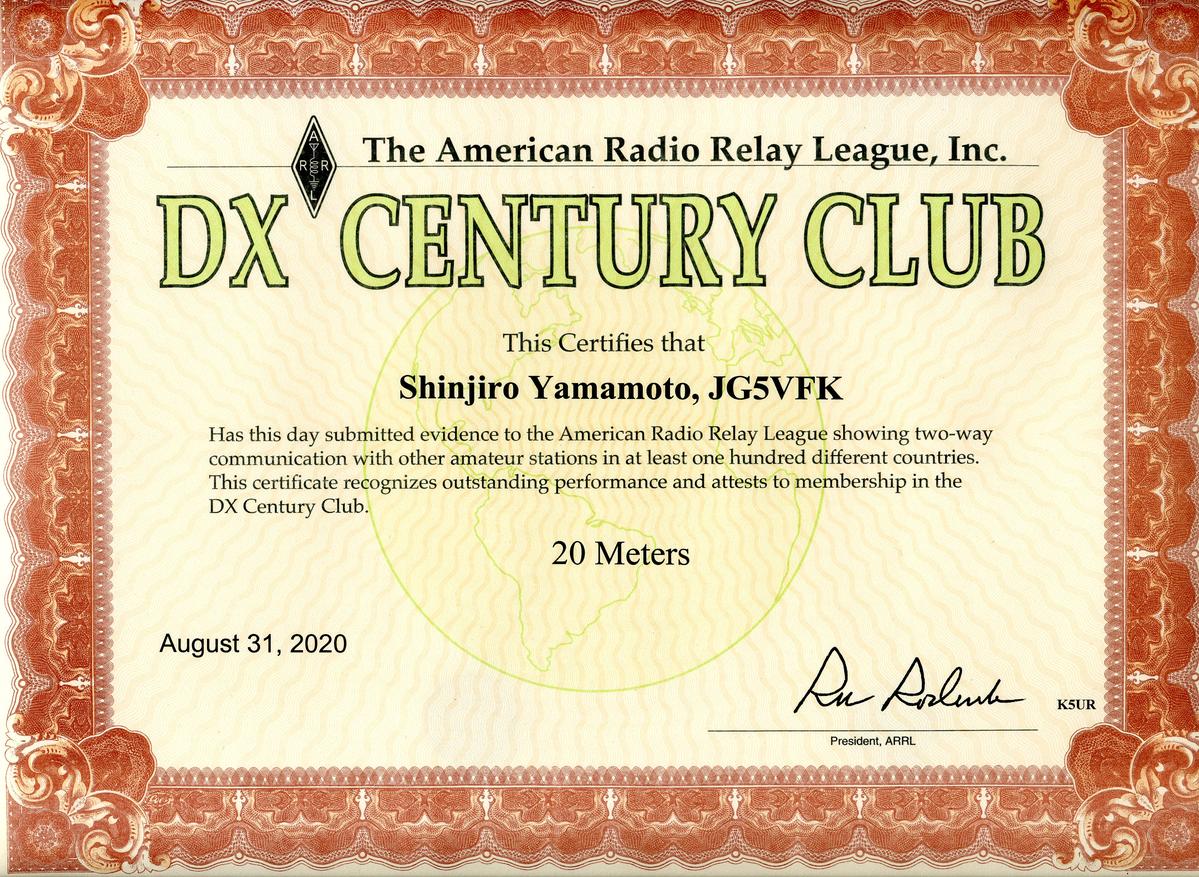 A
R R
L
The American Radio Relay League, Inc.
DX CENTURY CLUB
This Certifies that
Shinjiro Yamamoto, JG5VFK
Has this day submitted evidence to the American Radio Relay League showing two-way
communication with other amateur stations in at least one hundred different countries.
This certificate recognizes outstanding performance and attests to membership in the
DX Century Club.
20 Meters
August 31, 2020
K5UR
President, ARRL